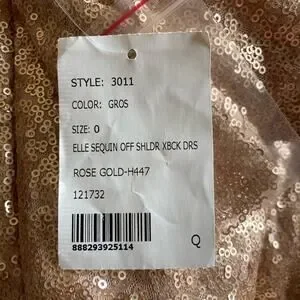 STYLE: 3011
COLOR: GROS
SIZE: 0
ELLE SEQUIN OFF SHLDR XBCK DRS
ROSE GOLD-H447
121732
888293925114
Q